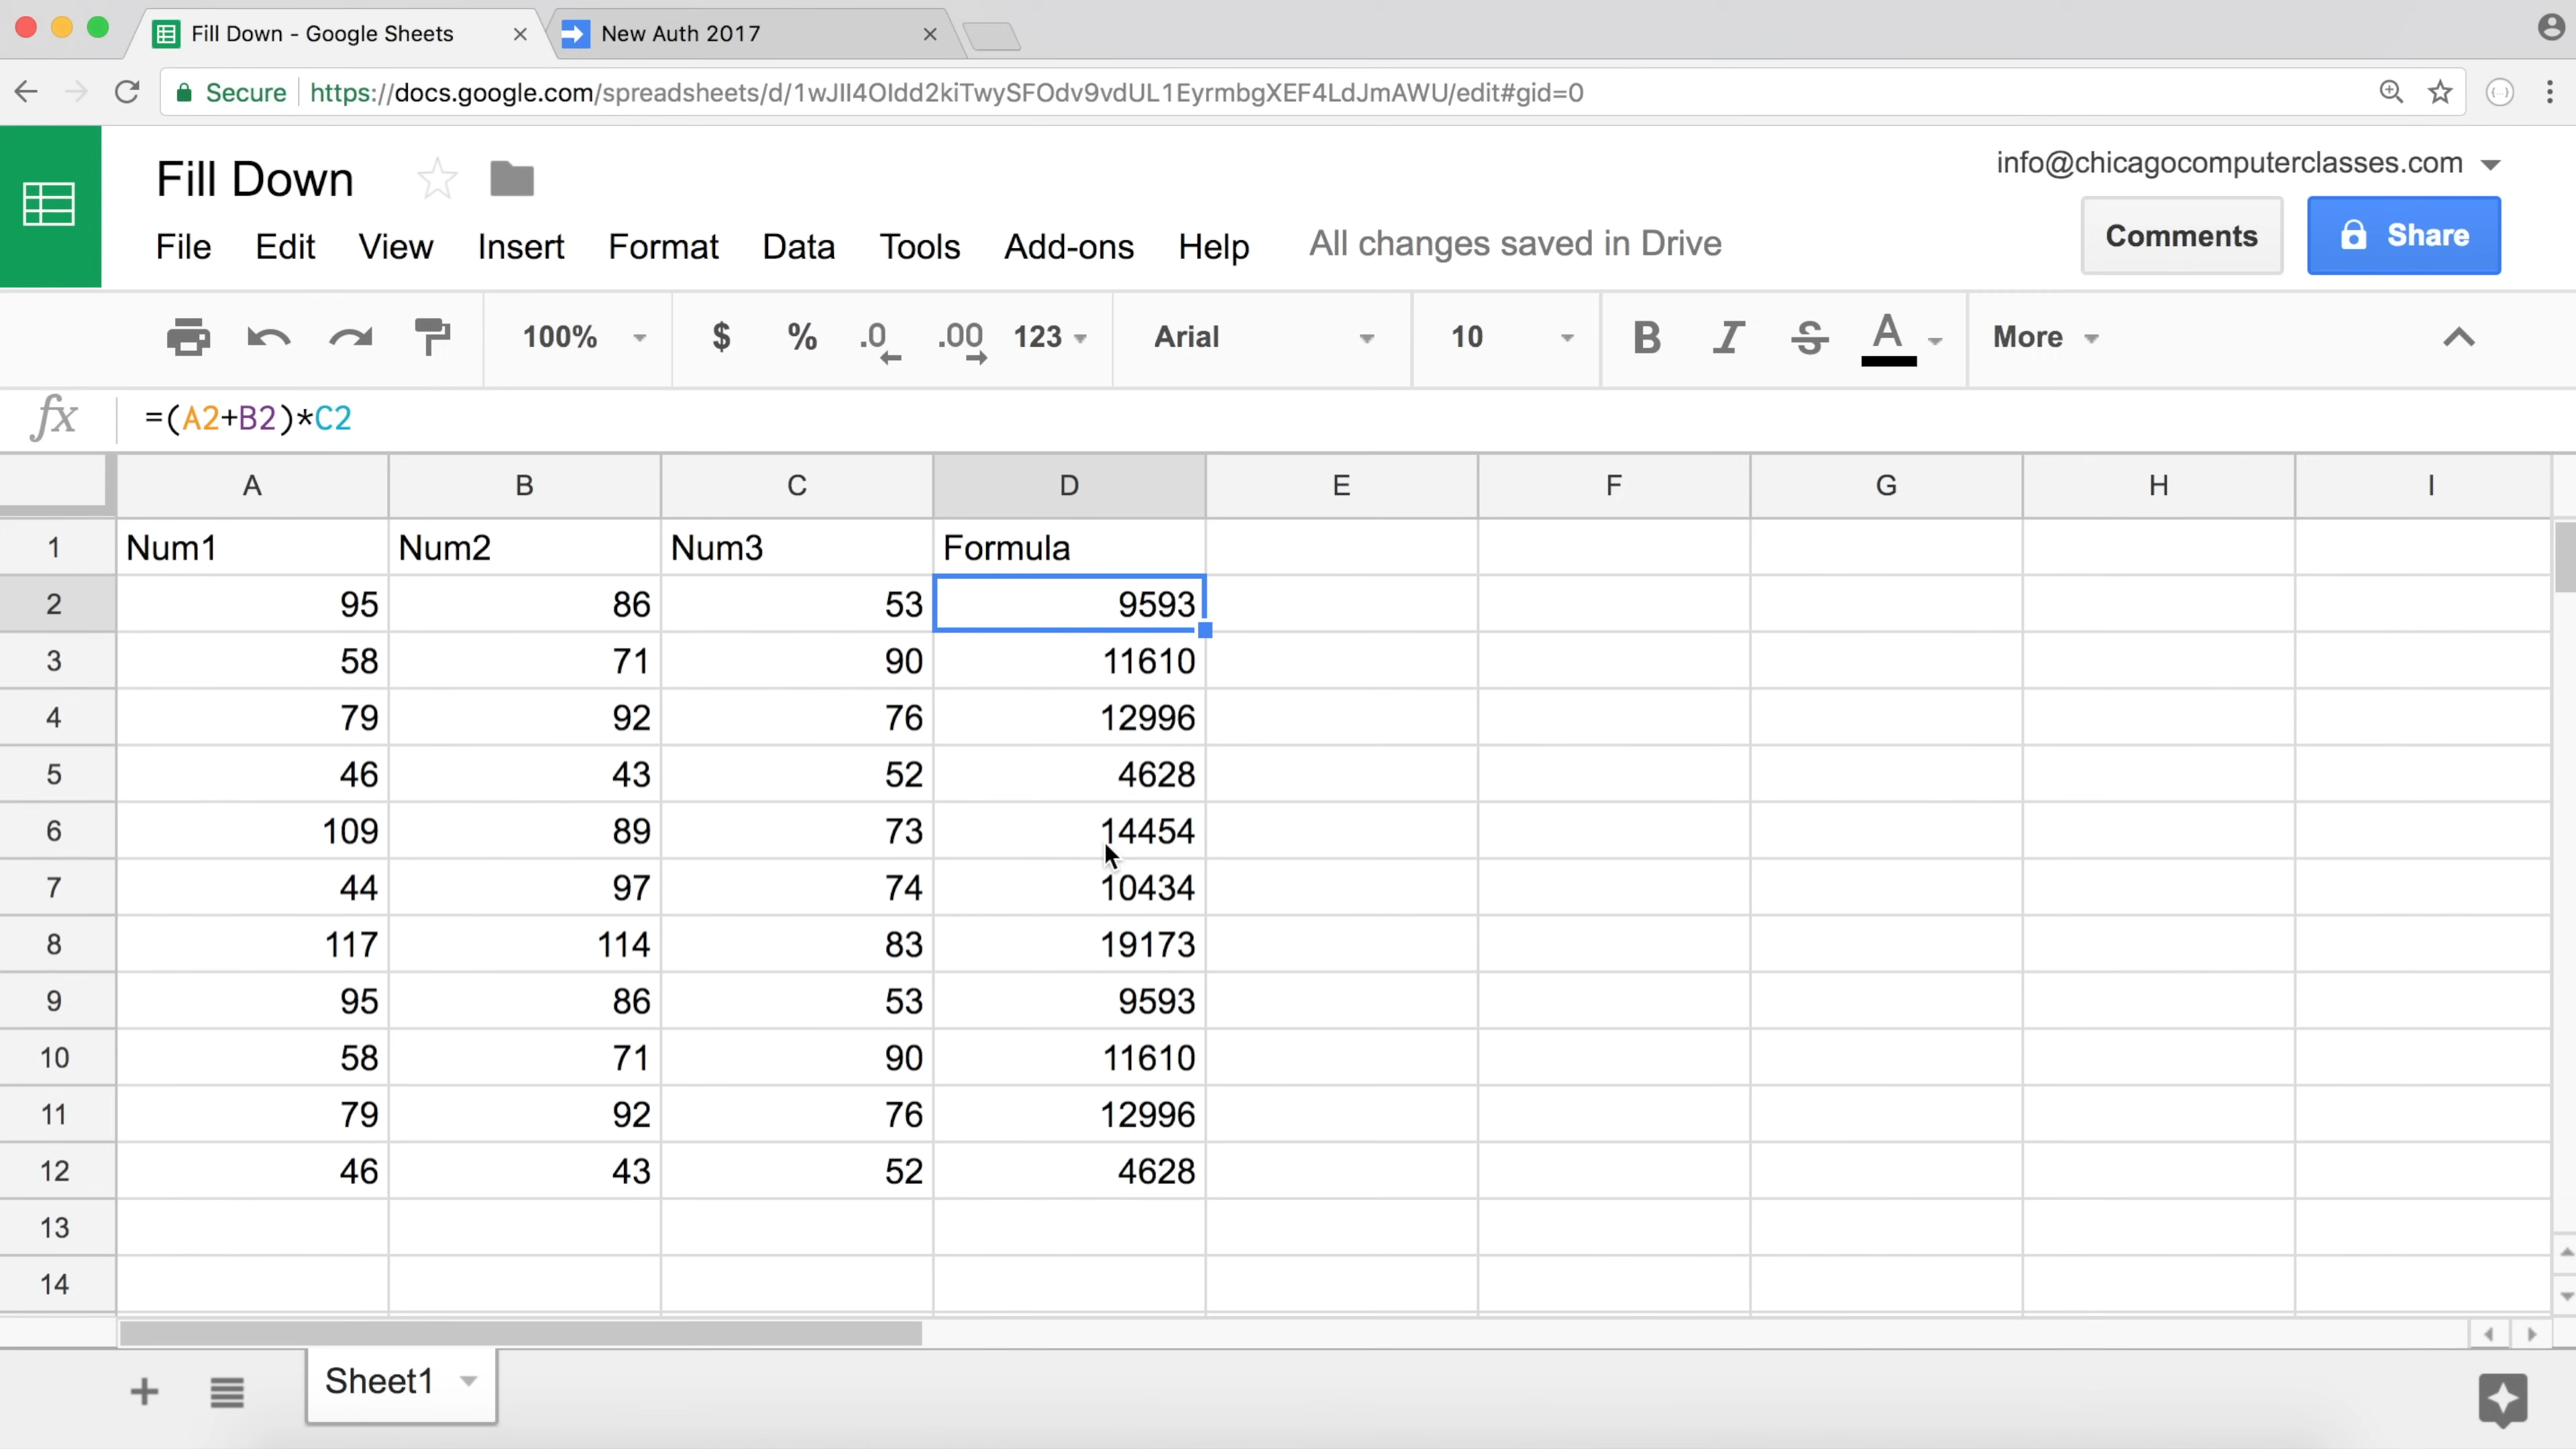 Fill Down - Google Sheets × New Auth 2017 ×
Secure https://docs.google.com/spreadsheets/d/1wJIl4OIdd2kiTwySFOdv9vdUL1EyrmbgXEF4LdJmAWU/edit#gid=0
Fill Down info@chicagocomputerclasses.com
File Edit View Insert Format Data Tools Add-ons Help All changes saved in Drive Comments Share
100% $ % .0 .00 123 Arial 10 B I S A More
fx =(A2+B2)*C2
A B C D E F G H I
1 Num1 Num2 Num3 Formula
2 95 86 53 9593
3 58 71 90 11610
4 79 92 76 12996
5 46 43 52 4628
6 109 89 73 14454
7 44 97 74 10434
8 117 114 83 19173
9 95 86 53 9593
10 58 71 90 11610
11 79 92 76 12996
12 46 43 52 4628
13
14
+ Sheet1